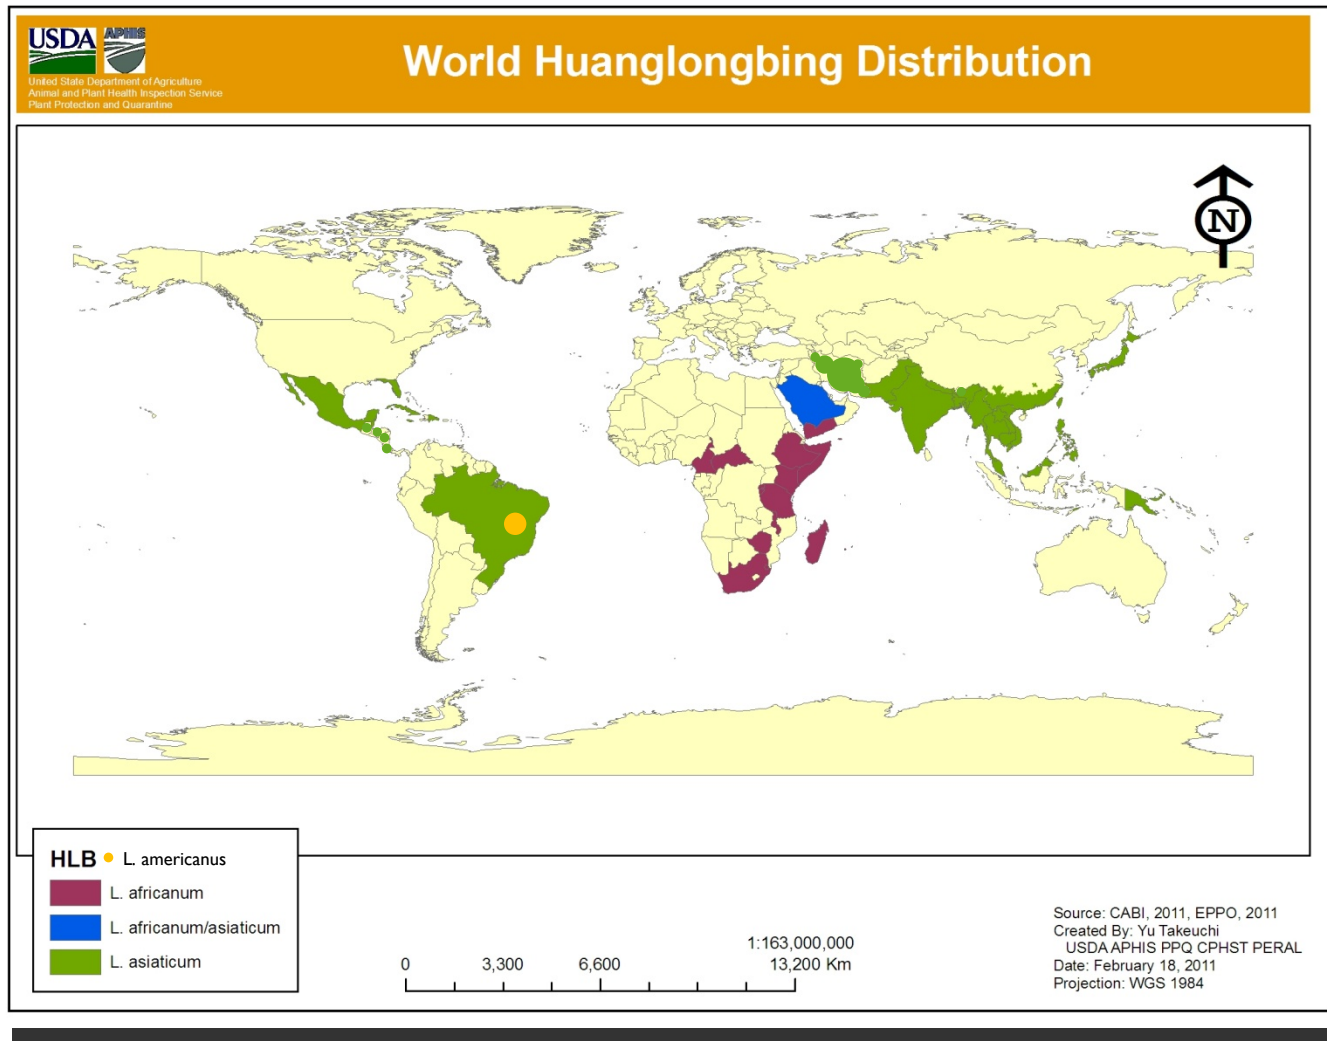 USDA
APHIS
United State Department of Agriculture
Animal and Plant Health Inspection Service
Plant Protection and Quarantine
World Huanglongbing Distribution
N
HLB L. americanus
L. africanum
L. africanum/asiaticum
L. asiaticum
1:163,000,000
0 3,300 6,600 13,200 Km
Source: CABI, 2011, EPPO, 2011
Created By: Yu Takeuchi
USDA APHIS PPQ CPHST PERAL
Date: February 18, 2011
Projection: WGS 1984